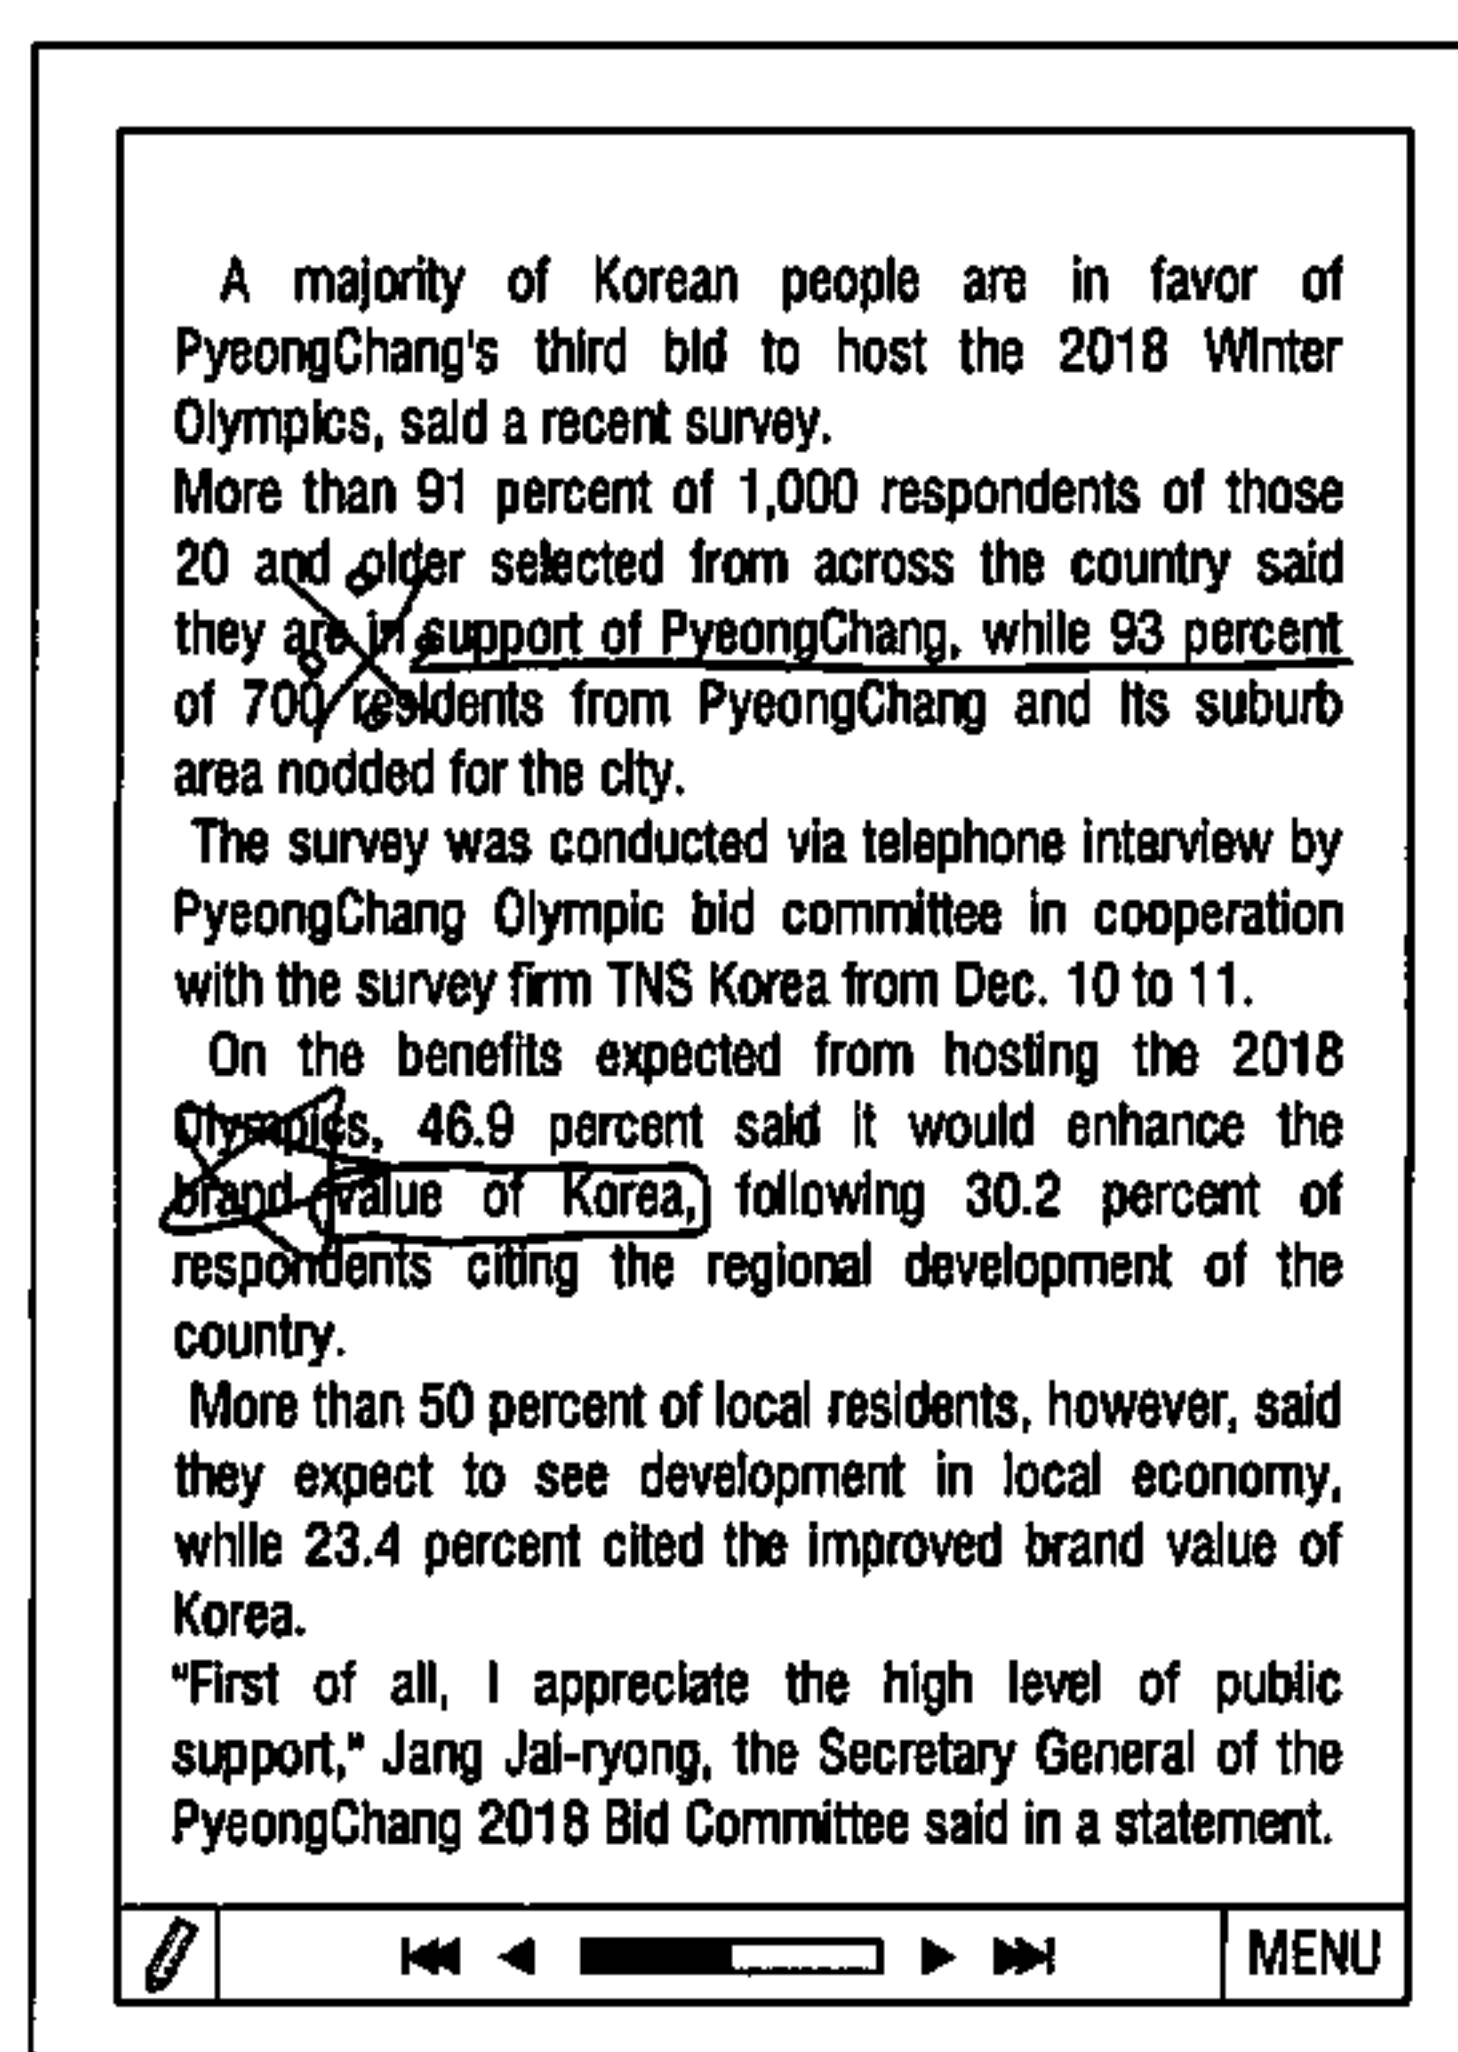 A majority of Korean people are in favor of
PyeongChang's third bid to host the 2018 Winter
Olympics, said a recent survey.
More than 91 percent of 1,000 respondents of those
20 and older selected from across the country said
they are in support of PyeongChang, while 93 percent
of 700 residents from PyeongChang and its suburb
area nodded for the city.
The survey was conducted via telephone interview by
PyeongChang Olympic bid committee in cooperation
with the survey firm TNS Korea from Dec. 10 to 11.
On the benefits expected from hosting the 2018
Olympics, 46.9 percent said it would enhance the
brand value of Korea, following 30.2 percent of
respondents citing the regional development of the
country.
More than 50 percent of local residents, however, said
they expect to see development in local economy,
while 23.4 percent cited the improved brand value of
Korea.
"First of all, I appreciate the high level of public
support," Jang Jai-ryong, the Secretary General of the
PyeongChang 2018 Bid Committee said in a statement.
MENU